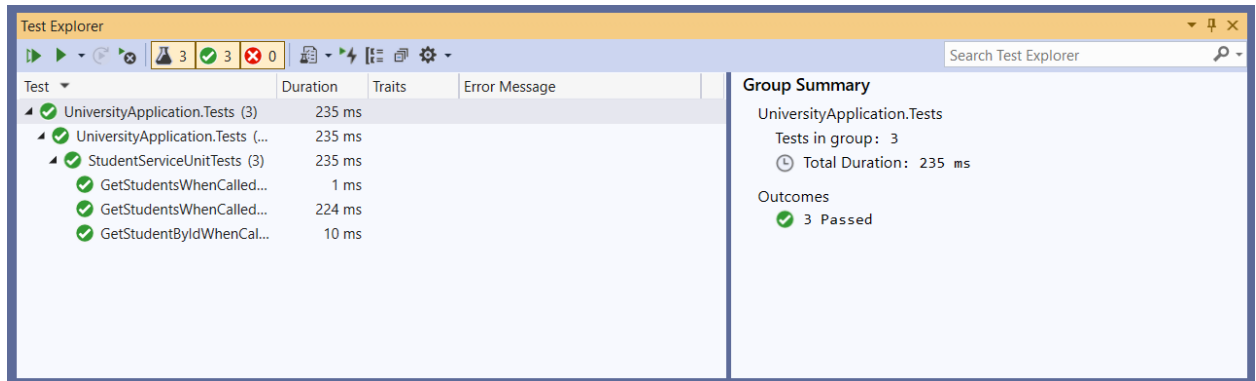 Test Explorer
3 3 0
Search Test Explorer
Test Duration Traits Error Message
UniversityApplication.Tests (3) 235 ms
UniversityApplication.Tests (... 235 ms
StudentServiceUnitTests (3) 235 ms
GetStudentsWhenCalled... 1 ms
GetStudentsWhenCalled... 224 ms
GetStudentByIdWhenCal... 10 ms
Group Summary
UniversityApplication.Tests
Tests in group: 3
Total Duration: 235 ms
Outcomes
3 Passed